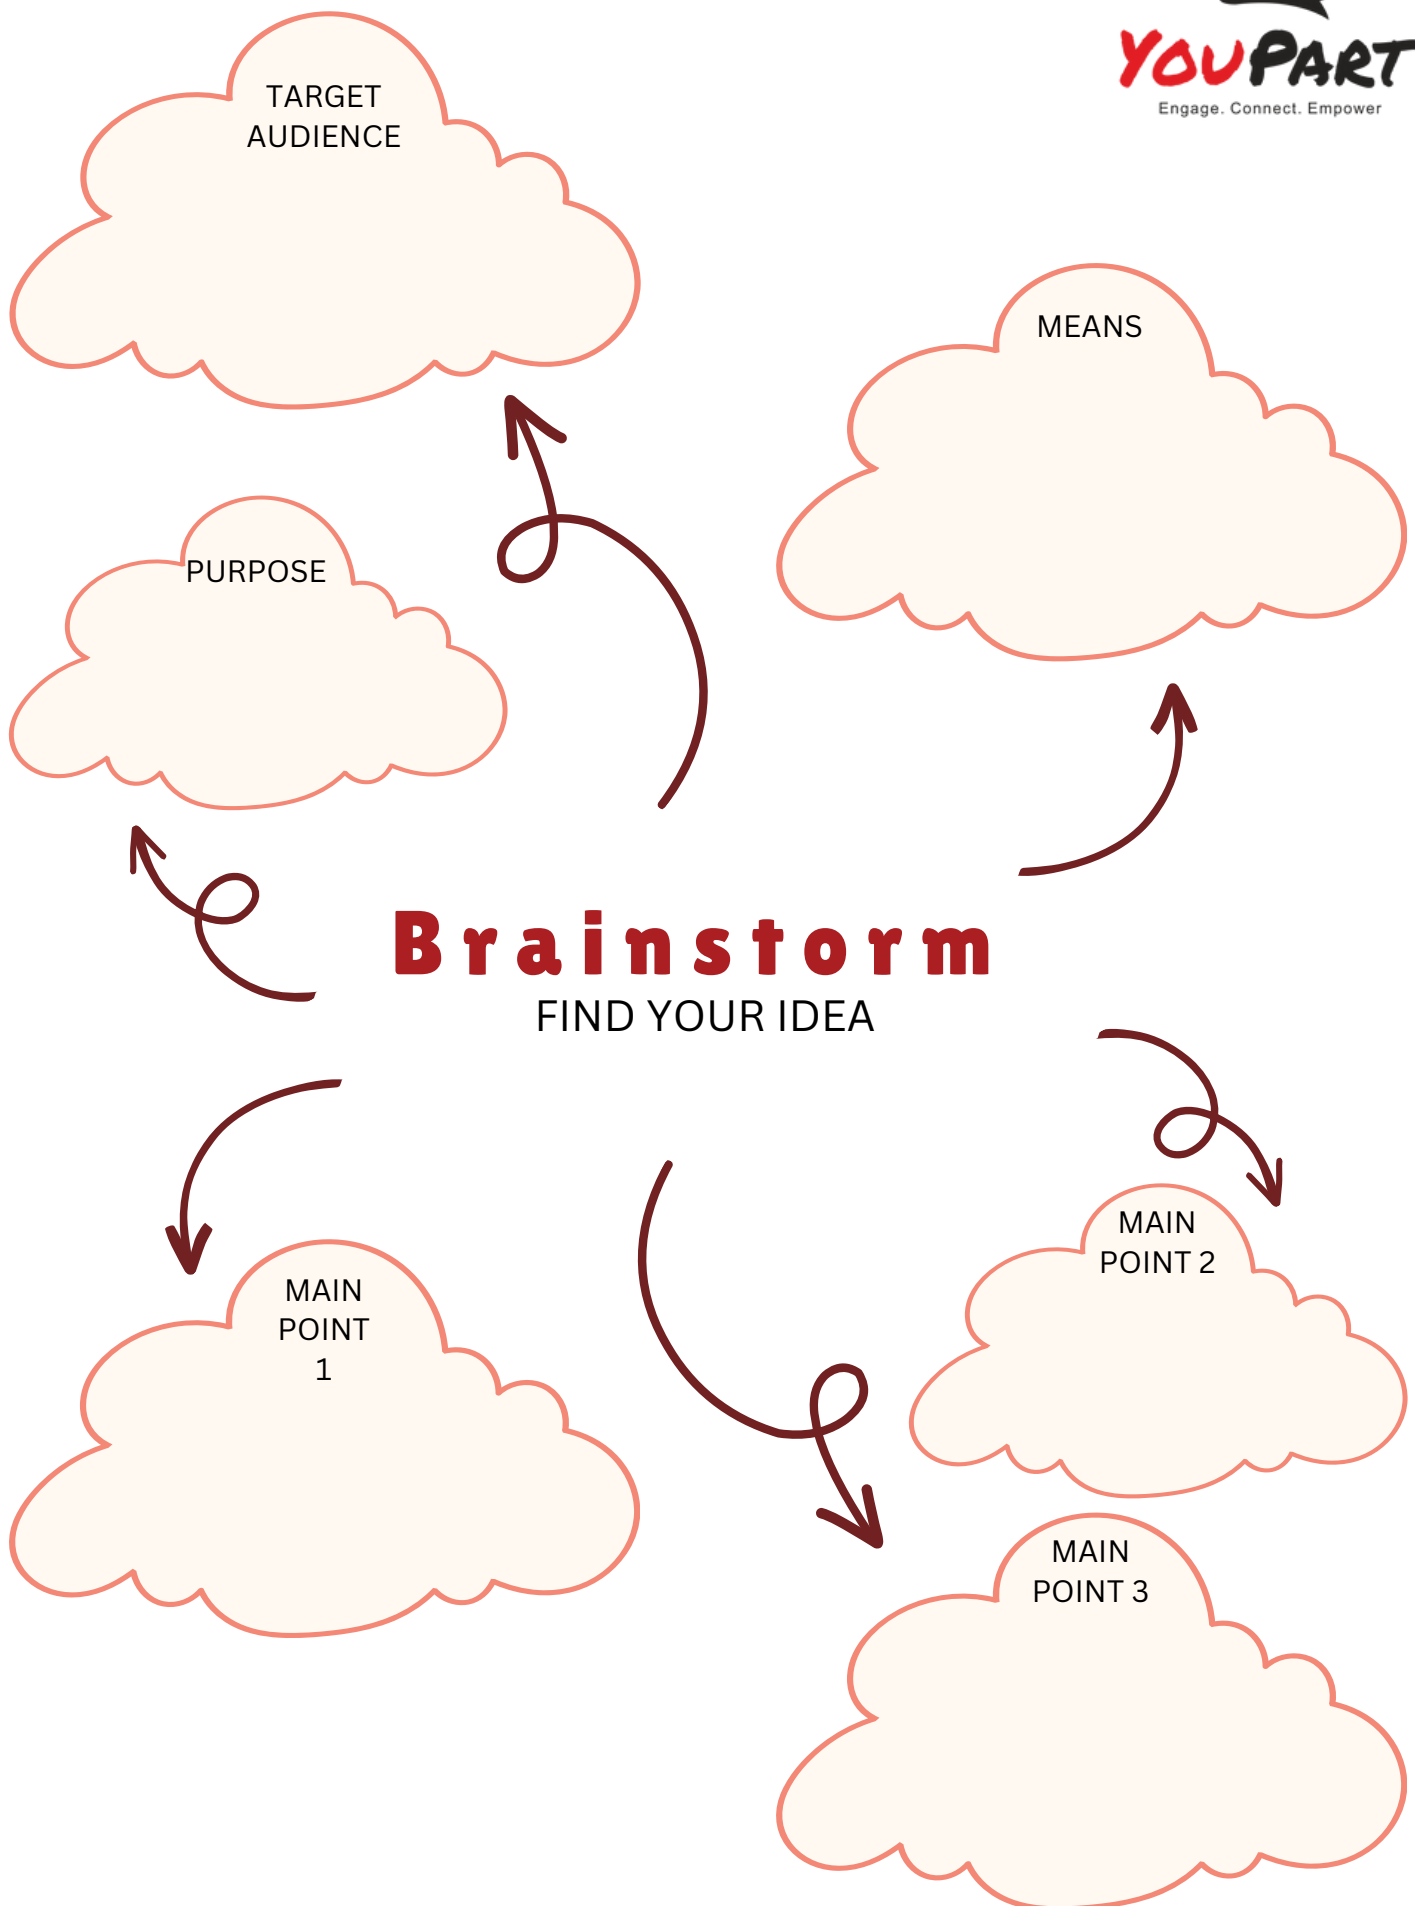 YOUPART
Engage. Connect. Empower
TARGET
AUDIENCE
MEANS
PURPOSE
Brainstorm
FIND YOUR IDEA
MAIN
POINT
1
MAIN
POINT 2
MAIN
POINT 3